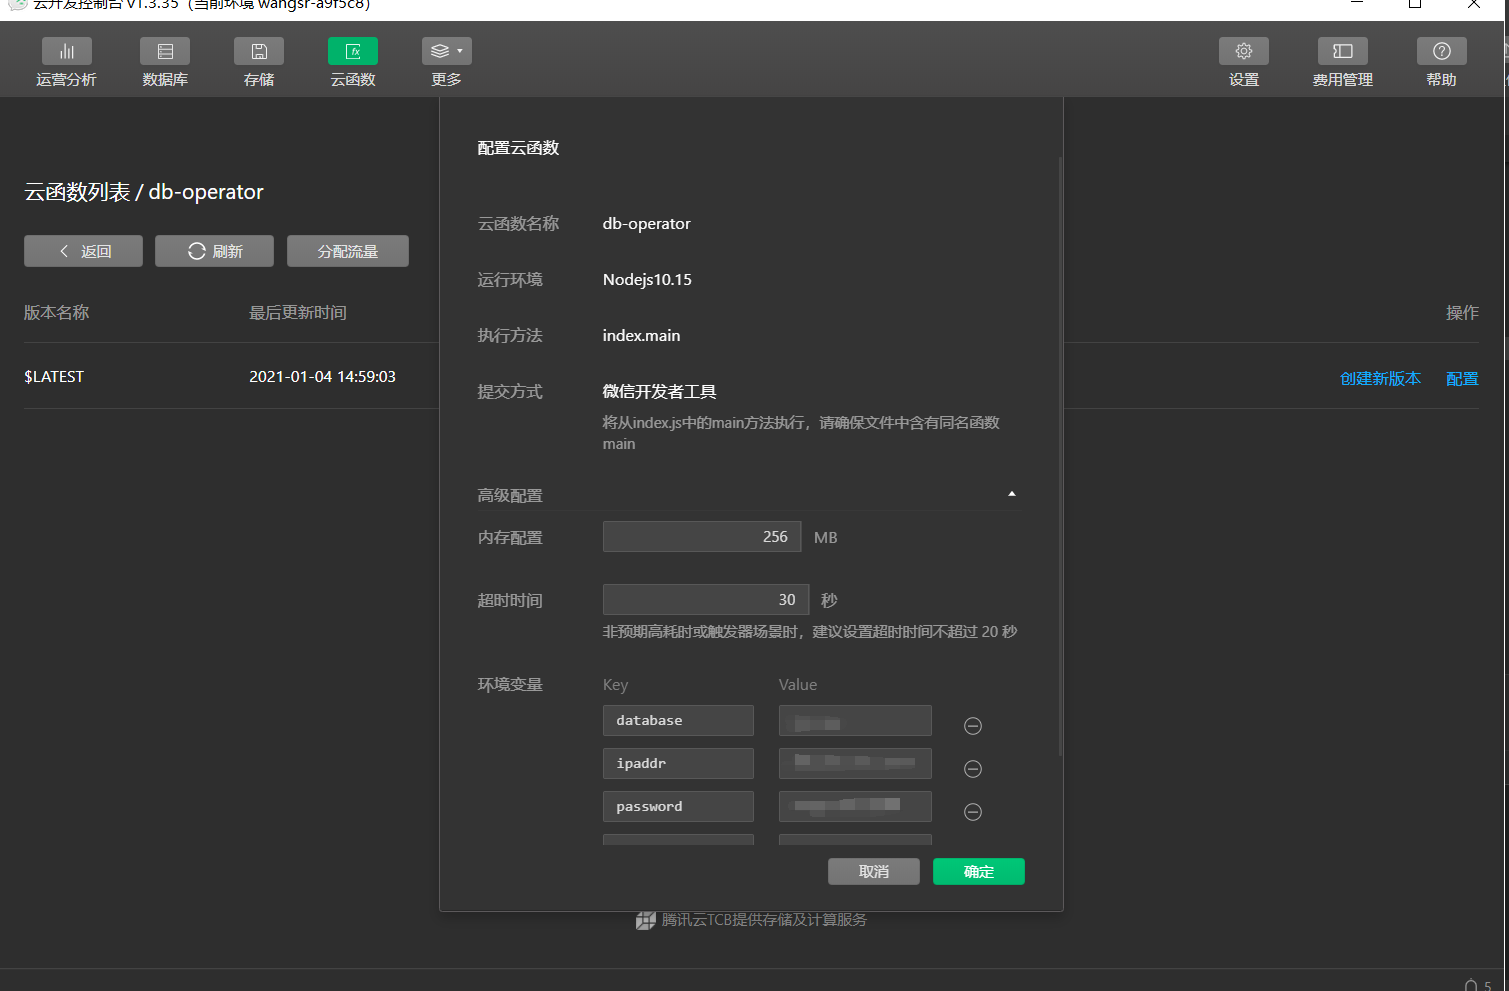 云开发控制台 v1.3.35（当前环境 wangsr-a9f5c8）
运营分析
数据库
存储
云函数
更多
设置
费用管理
帮助
配置云函数
云函数列表 / db-operator
返回
刷新
分配流量
版本名称
最后更新时间
操作
$LATEST
2021-01-04 14:59:03
创建新版本
配置
云函数名称
db-operator
运行环境
Nodejs10.15
执行方法
index.main
提交方式
微信开发者工具
将从index.js中的main方法执行，请确保文件中含有同名函数
main
高级配置
内存配置
256
MB
超时时间
30
秒
非预期高耗时或触发器场景时，建议设置超时时间不超过 20 秒
环境变量
Key
Value
database
ipaddr
password
取消
确定
腾讯云TCB提供存储及计算服务
5